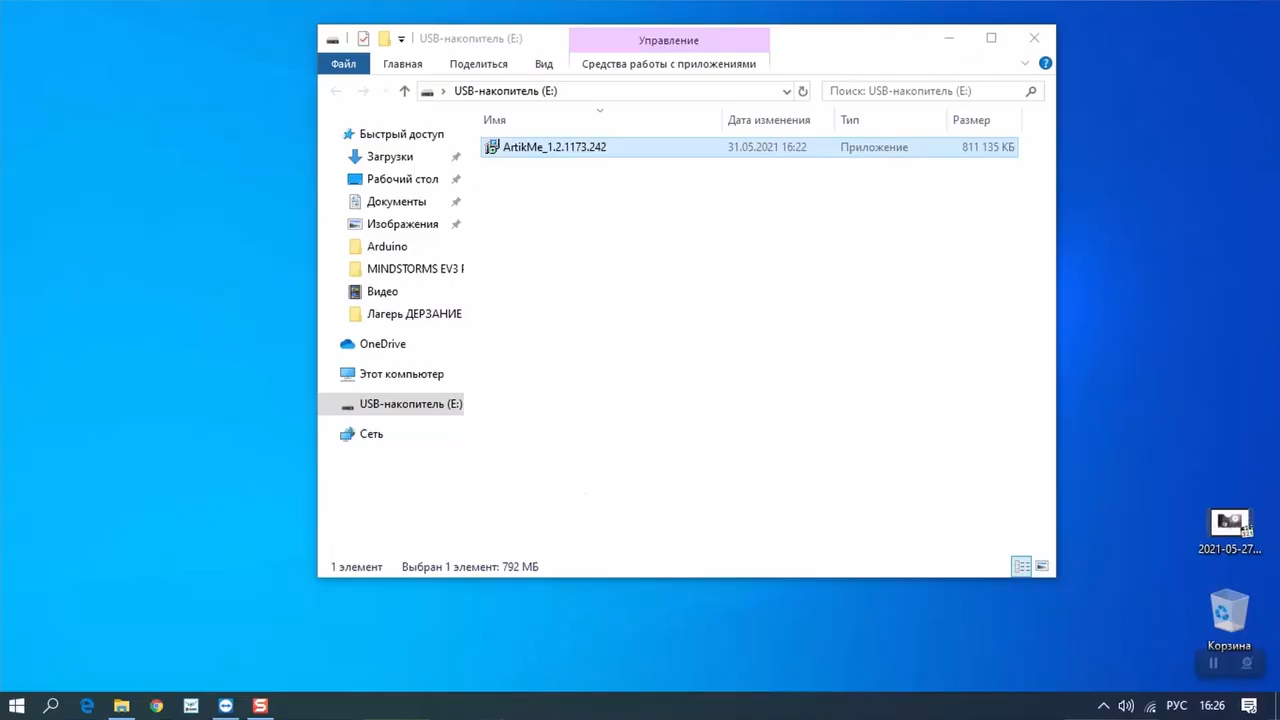 USB-накопитель (E:)
Управление
Файл
Главная
Поделиться
Вид
Средства работы с приложениями
USB-накопитель (E:)
Поиск: USB-накопитель (E:)
Имя
Дата изменения
Тип
Размер
ArtikMe_1.2.1173.242
31.05.2021 16:22
Приложение
811 135 КБ
Быстрый доступ
Загрузки
Рабочий стол
Документы
Изображения
Arduino
MINDSTORMS EV3 P
Видео
Лагерь ДЕРЗАНИЕ
OneDrive
Этот компьютер
USB-накопитель (E:)
Сеть
1 элемент
Выбран 1 элемент: 792 МБ
2021-05-27...
Корзина
РУС
16:26